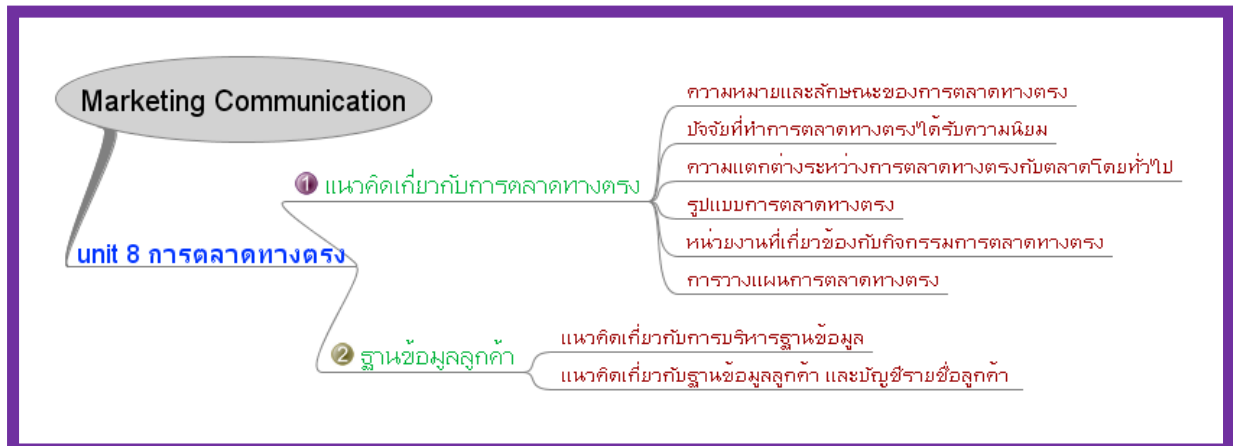 Marketing Communication
unit 8 การตลาดทางตรง
1 แนวคิดเกี่ยวกับการตลาดทางตรง
ความหมายและลักษณะของการตลาดทางตรง
ปัจจัยที่ทำการตลาดทางตรงได้รับความนิยม
ความแตกต่างระหว่างการตลาดทางตรงกับตลาดโดยทั่วไป
รูปแบบการตลาดทางตรง
หน่วยงานที่เกี่ยวข้องกับกิจกรรมการตลาดทางตรง
การวางแผนการตลาดทางตรง
2 ฐานข้อมูลลูกค้า
แนวคิดเกี่ยวกับการบริหารฐานข้อมูล
แนวคิดเกี่ยวกับฐานข้อมูลลูกค้า และบัญชีรายชื่อลูกค้า